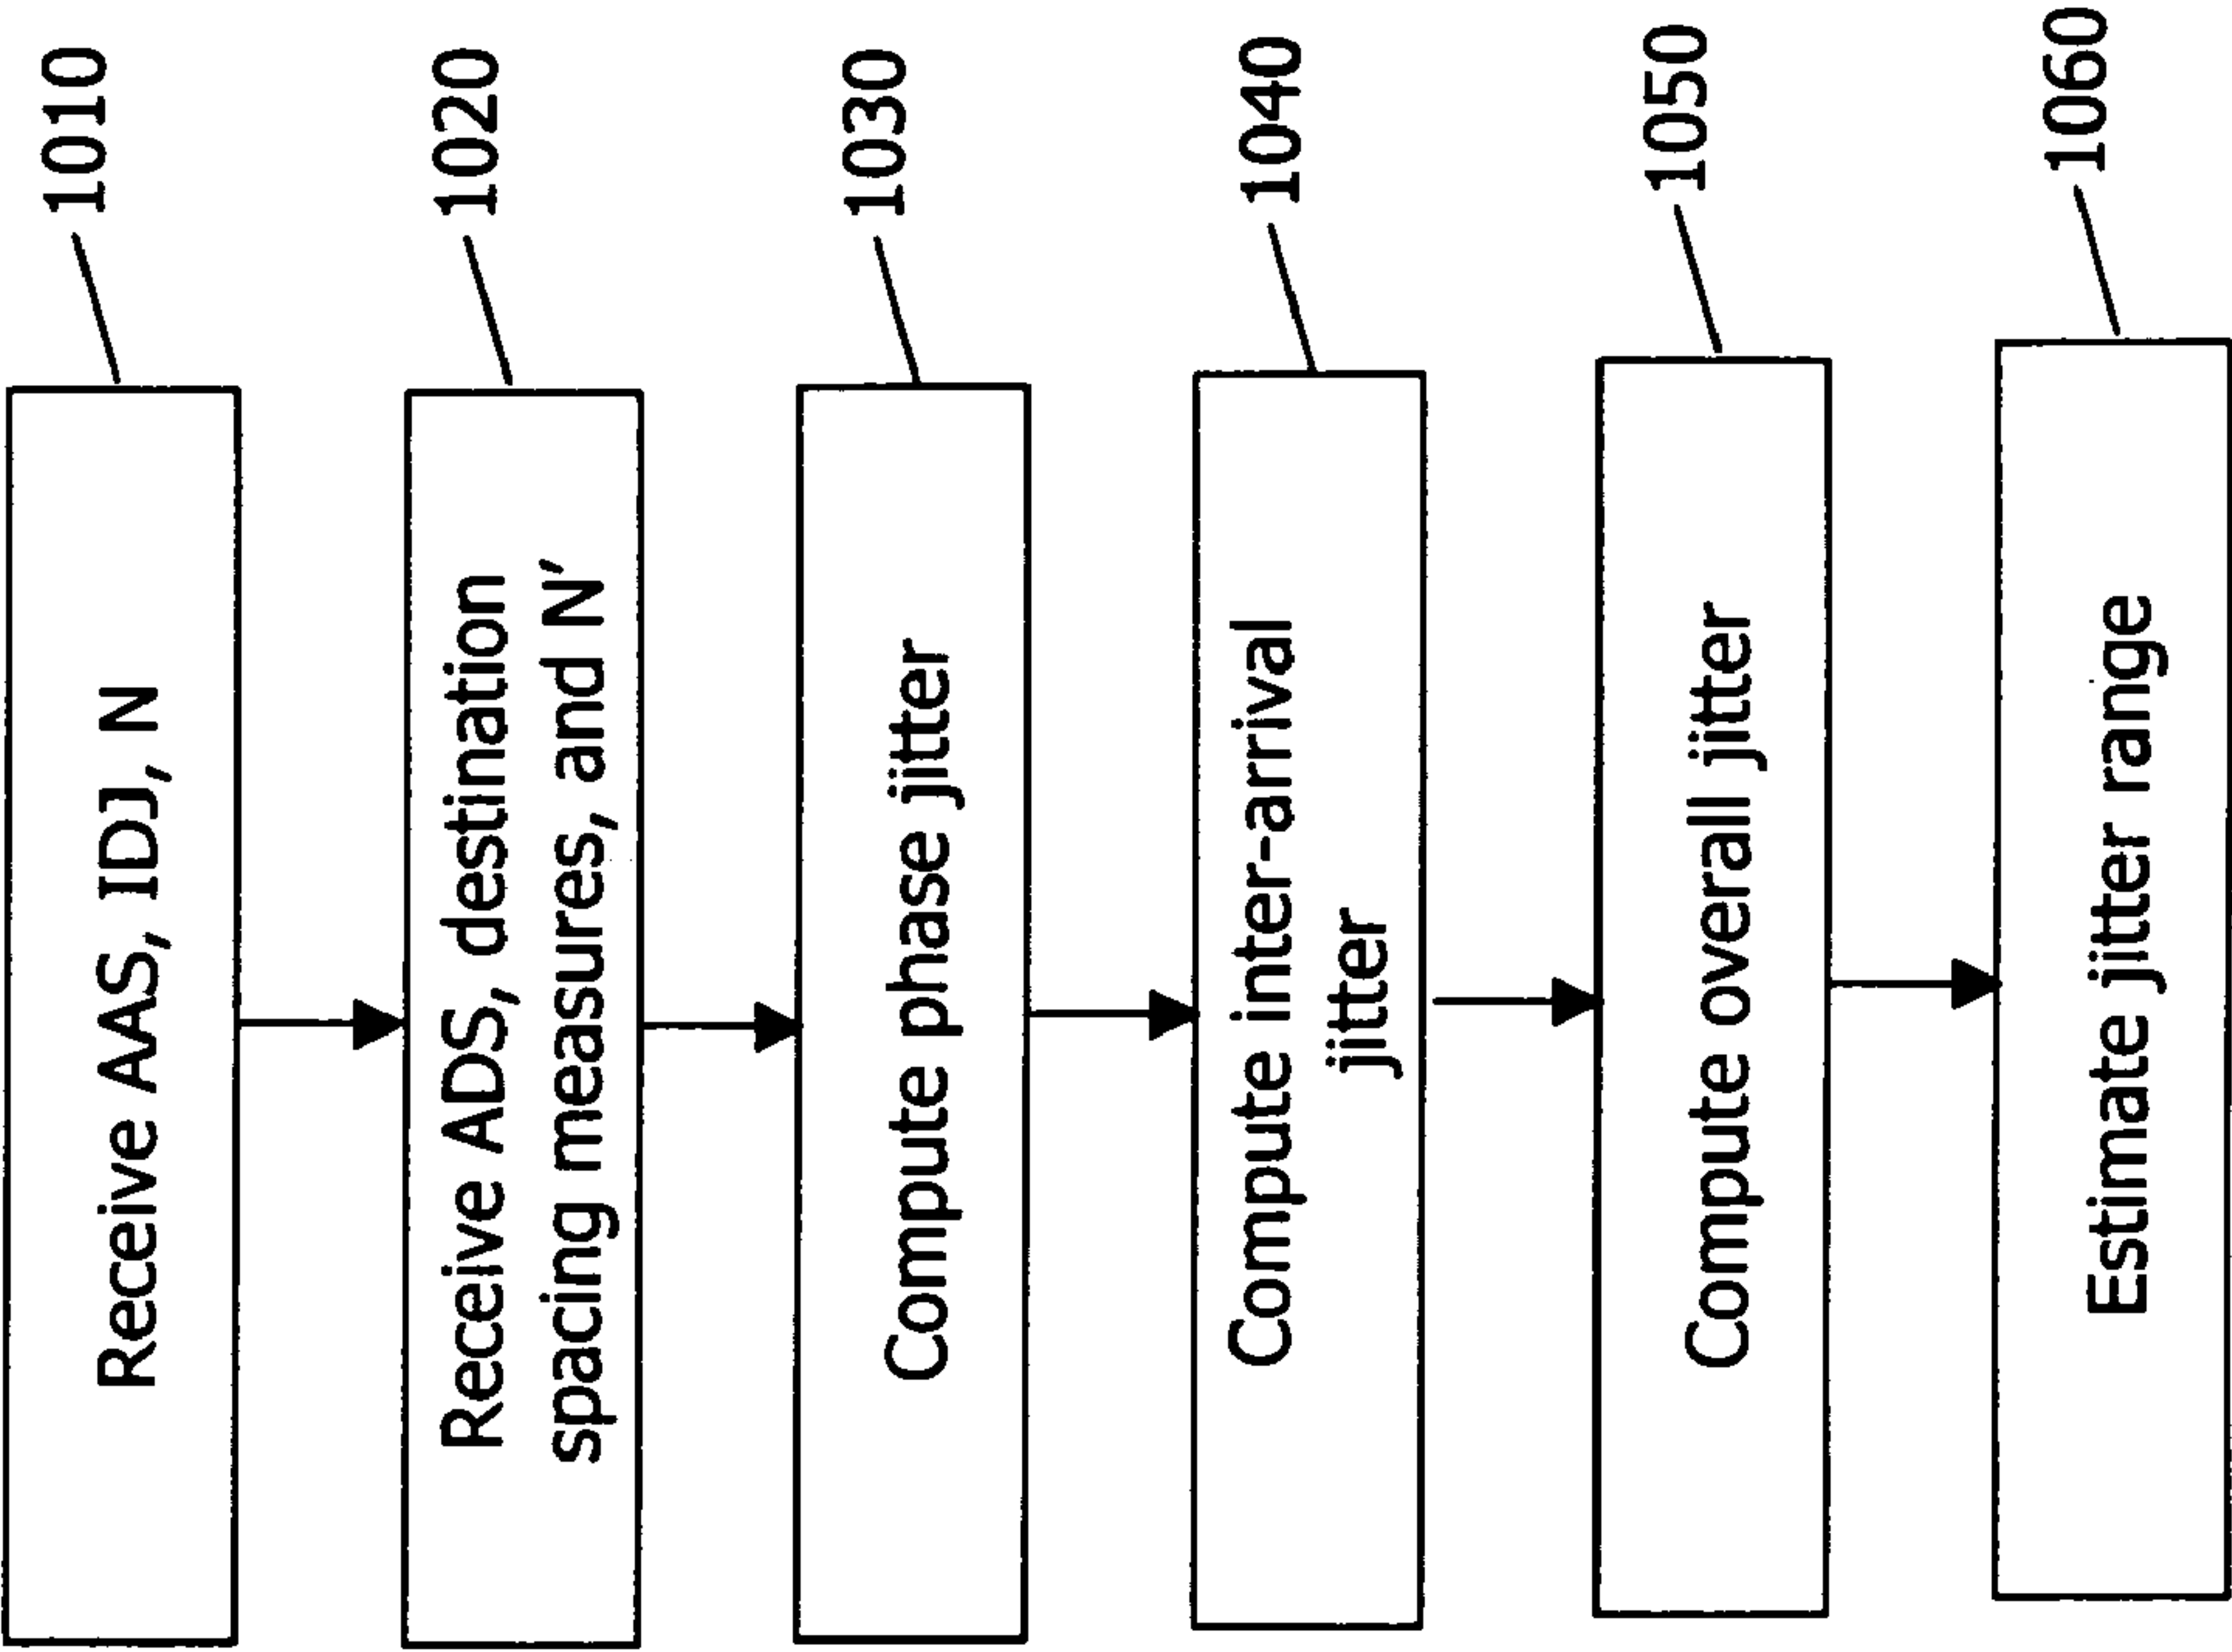 Receive AAS, IDJ, N
1010
Receive ADS, destination
spacing measures, and N'
1020
Compute phase jitter
1030
Compute inter-arrival
jitter
1040
Compute overall jitter
1050
Estimate jitter range
1060